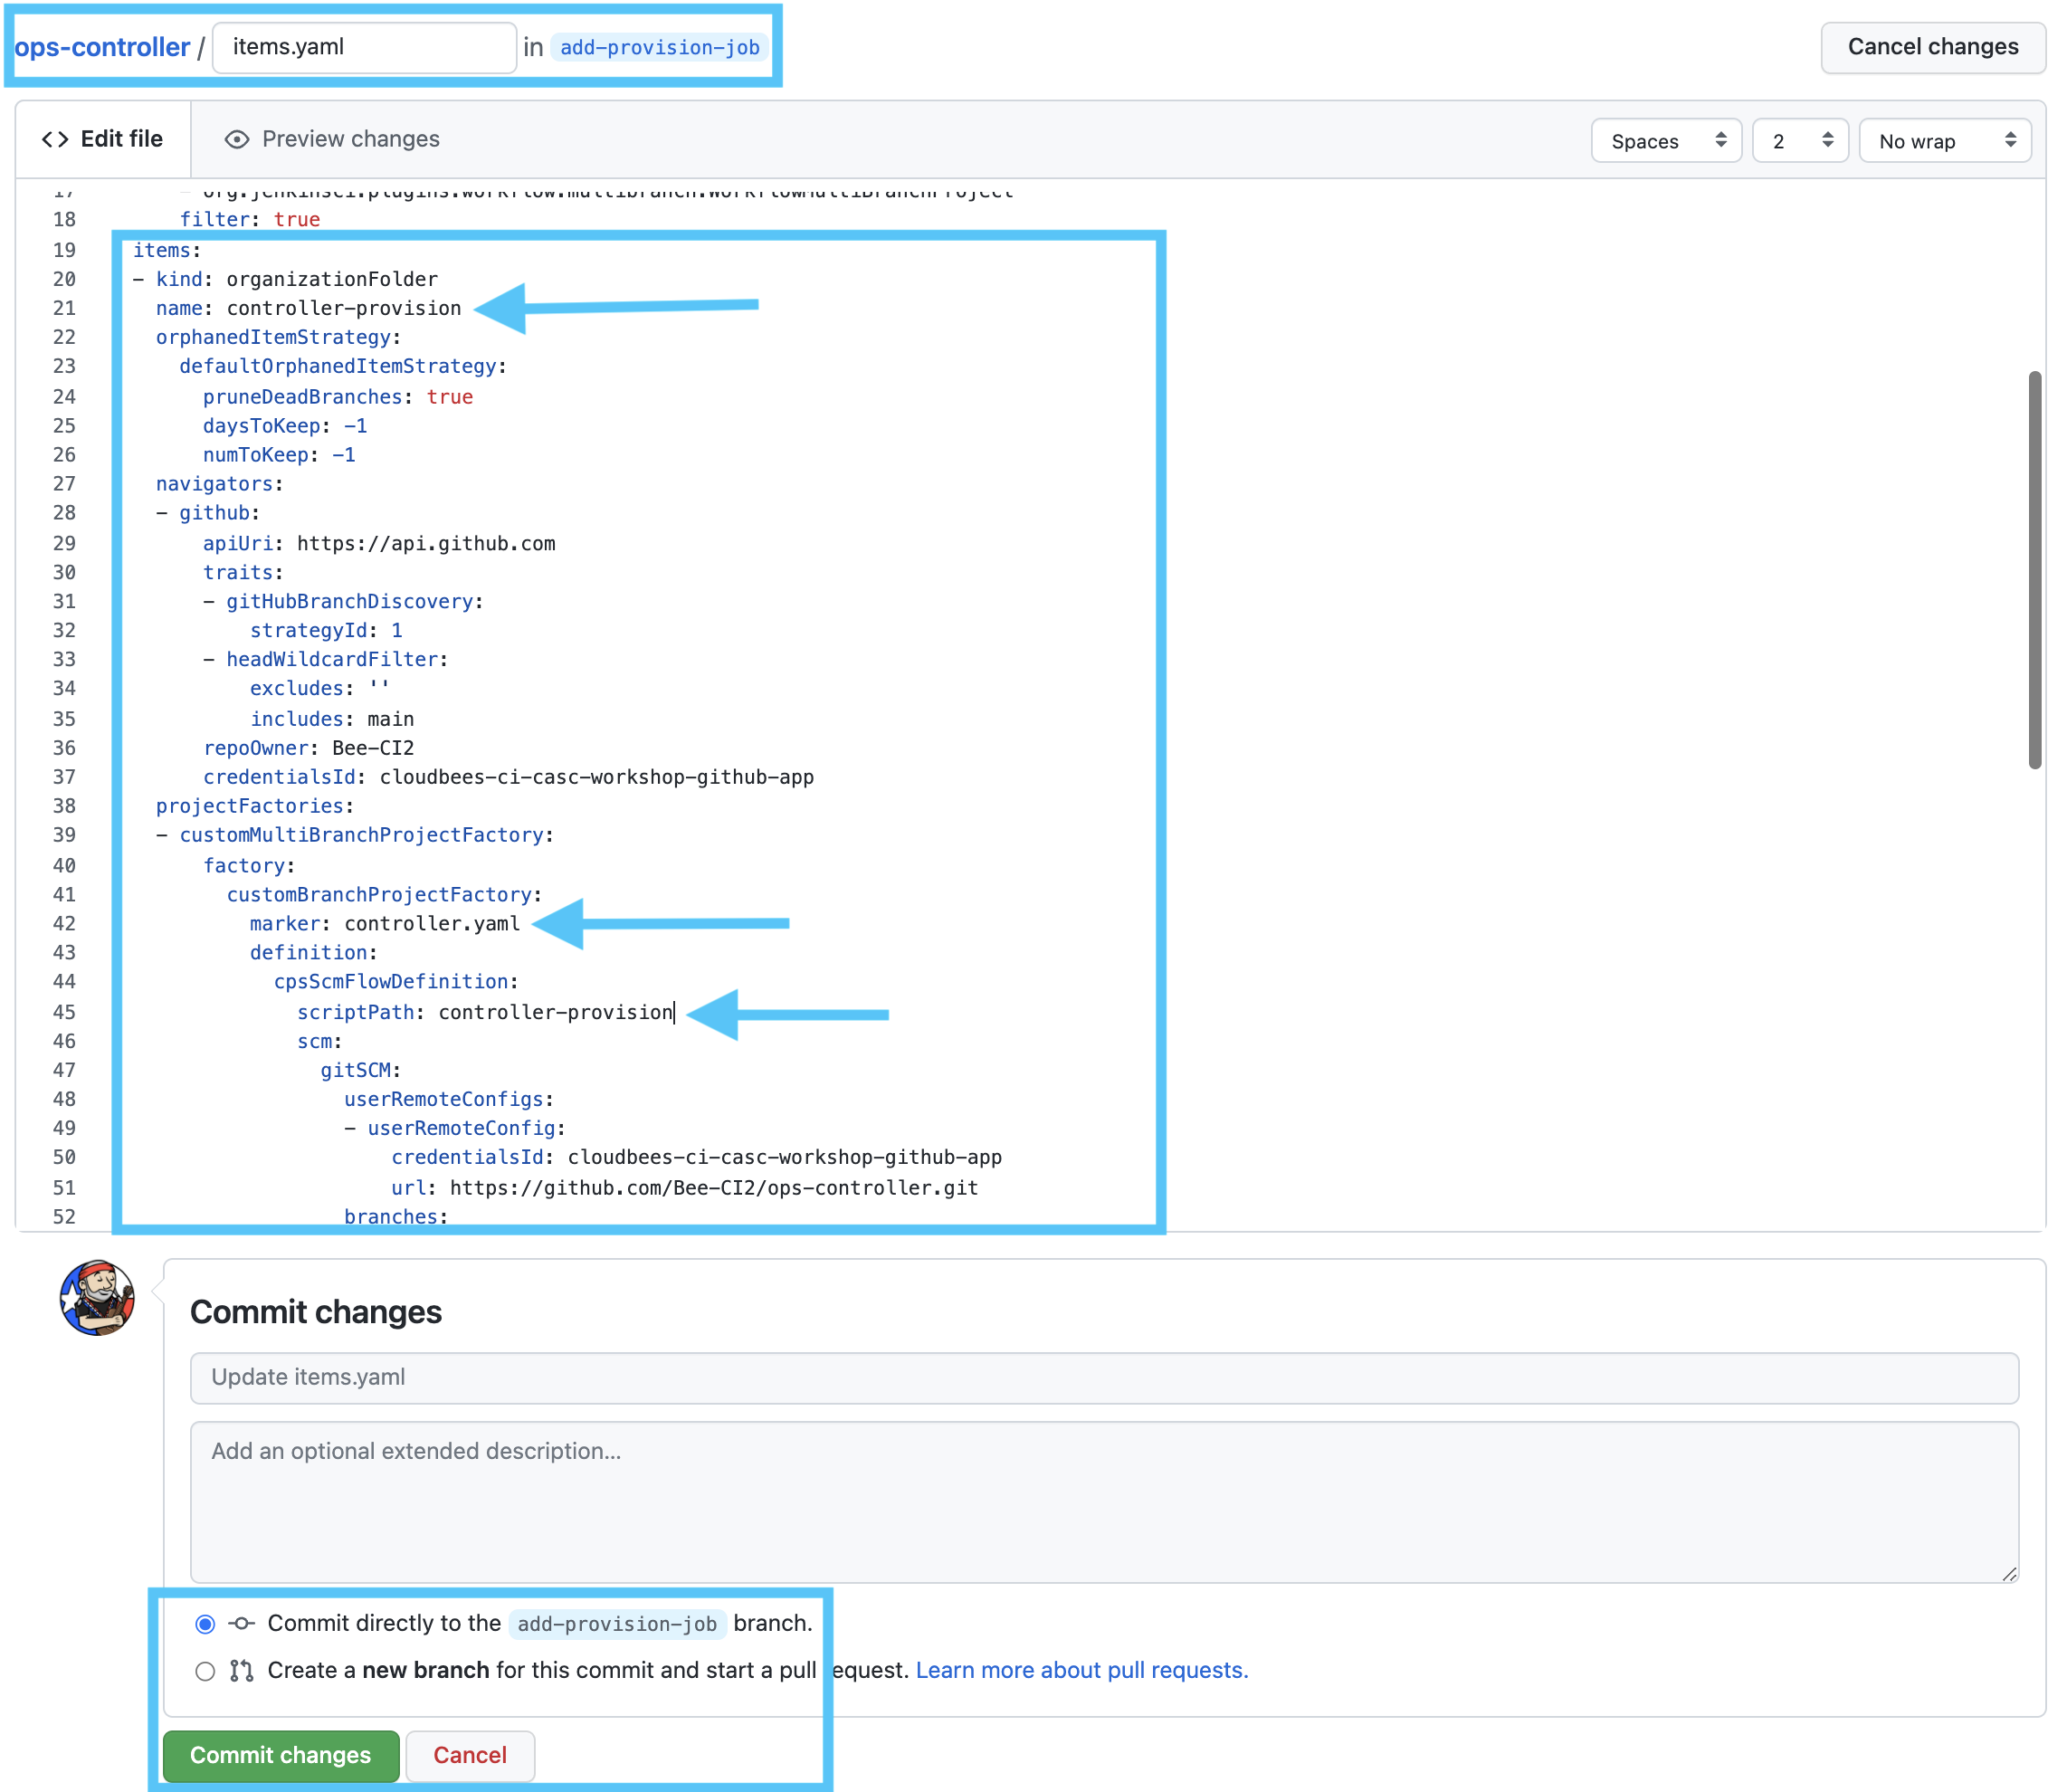 ops-controller / items.yaml in add-provision-job Cancel changes
<> Edit file Preview changes Spaces 2 No wrap
17 - org.jenkinsci.plugins.workflow.multibranch.WorkflowMultiBranchProject
18 filter: true
19 items:
20 - kind: organizationFolder
21 name: controller-provision
22 orphanedItemStrategy:
23 defaultOrphanedItemStrategy:
24 pruneDeadBranches: true
25 daysToKeep: -1
26 numToKeep: -1
27 navigators:
28 - github:
29 apiUri: https://api.github.com
30 traits:
31 - gitHubBranchDiscovery:
32 strategyId: 1
33 - headWildcardFilter:
34 excludes: ''
35 includes: main
36 repoOwner: Bee-CI2
37 credentialsId: cloudbees-ci-casc-workshop-github-app
38 projectFactories:
39 - customMultiBranchProjectFactory:
40 factory:
41 customBranchProjectFactory:
42 marker: controller.yaml
43 definition:
44 cpsScmFlowDefinition:
45 scriptPath: controller-provision
46 scm:
47 gitSCM:
48 userRemoteConfigs:
49 - userRemoteConfig:
50 credentialsId: cloudbees-ci-casc-workshop-github-app
51 url: https://github.com/Bee-CI2/ops-controller.git
52 branches:
Commit changes
Update items.yaml
Add an optional extended description...
Commit directly to the add-provision-job branch.
Create a new branch for this commit and start a pull equest. Learn more about pull requests.
Commit changes Cancel